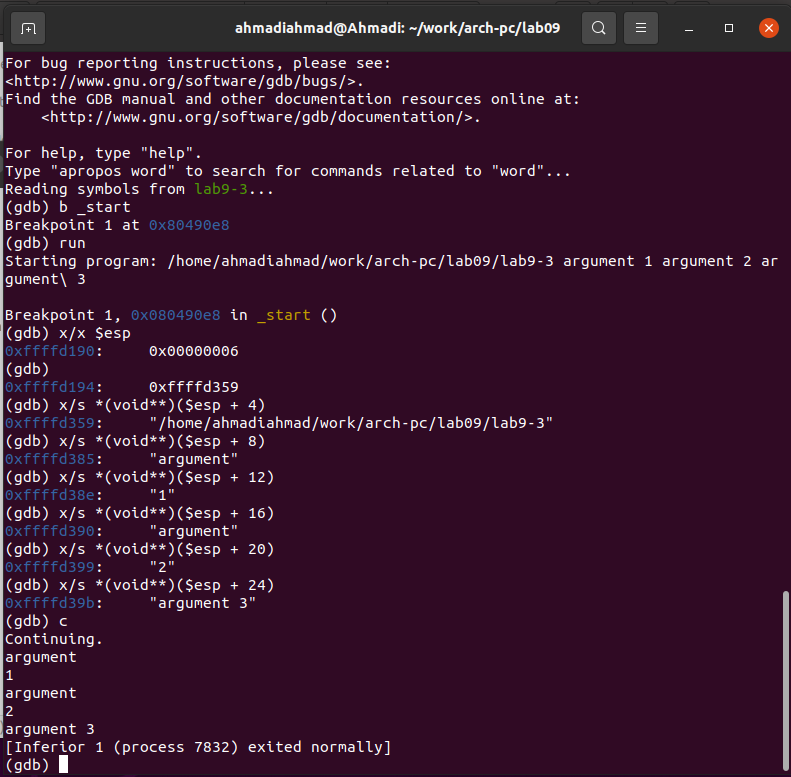 ahmadiahmad@Ahmadi: ~/work/arch-pc/lab09
For bug reporting instructions, please see:
<http://www.gnu.org/software/gdb/bugs/>.
Find the GDB manual and other documentation resources online at:
    <http://www.gnu.org/software/gdb/documentation/>.
For help, type "help".
Type "apropos word" to search for commands related to "word"...
Reading symbols from lab9-3...
(gdb) b _start
Breakpoint 1 at 0x80490e8
(gdb) run
Starting program: /home/ahmadiahmad/work/arch-pc/lab09/lab9-3 argument 1 argument 2 ar
gument\ 3
Breakpoint 1, 0x080490e8 in _start ()
(gdb) x/x $esp
0xffffd190:     0x00000006
(gdb)
0xffffd194:     0xffffd359
(gdb) x/s *(void**)($esp + 4)
0xffffd359:     "/home/ahmadiahmad/work/arch-pc/lab09/lab9-3"
(gdb) x/s *(void**)($esp + 8)
0xffffd385:     "argument"
(gdb) x/s *(void**)($esp + 12)
0xffffd38e:     "1"
(gdb) x/s *(void**)($esp + 16)
0xffffd390:     "argument"
(gdb) x/s *(void**)($esp + 20)
0xffffd399:     "2"
(gdb) x/s *(void**)($esp + 24)
0xffffd39b:     "argument 3"
(gdb) c
Continuing.
argument
1
argument
2
argument 3
[Inferior 1 (process 7832) exited normally]
(gdb)